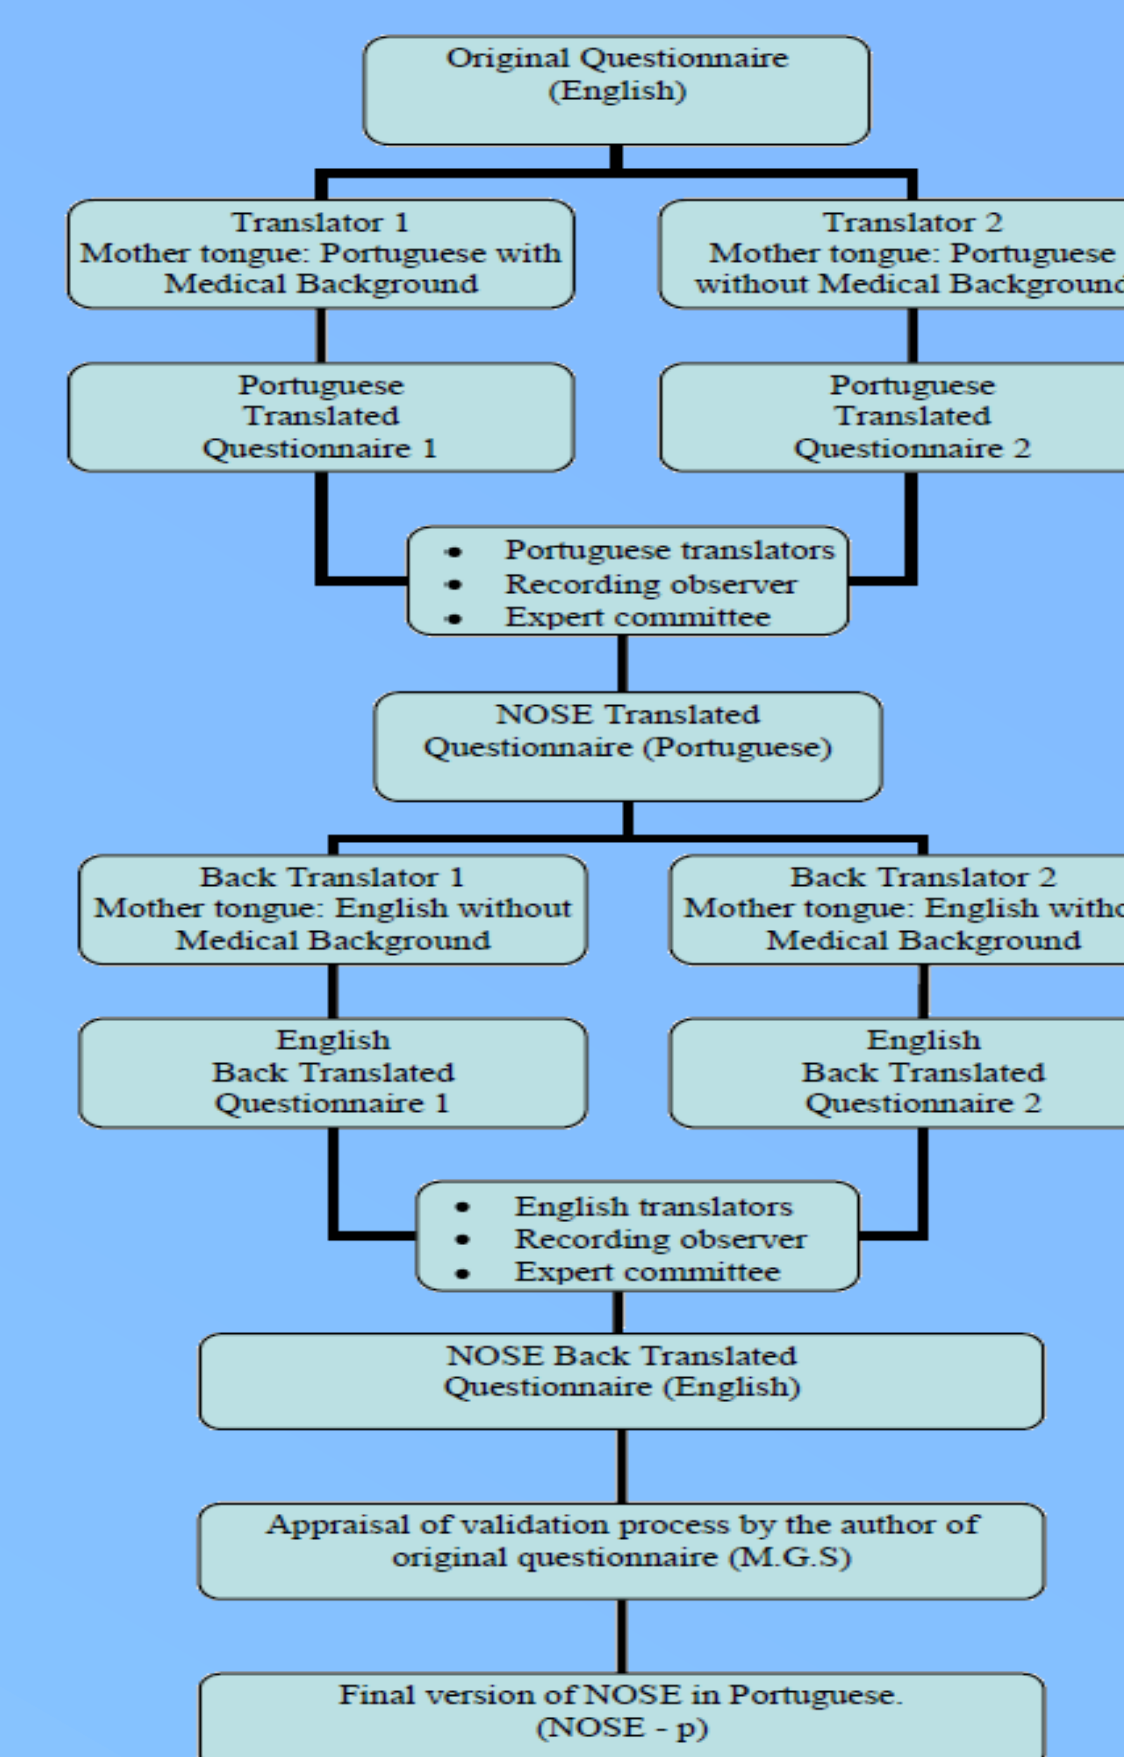 Original Questionnaire
(English)
Translator 1
Mother tongue: Portuguese with
Medical Background
Translator 2
Mother tongue: Portuguese
without Medical Background
Portuguese
Translated
Questionnaire 1
Portuguese
Translated
Questionnaire 2
• Portuguese translators
• Recording observer
• Expert committee
NOSE Translated
Questionnaire (Portuguese)
Back Translator 1
Mother tongue: English without
Medical Background
Back Translator 2
Mother tongue: English witho
Medical Background
English
Back Translated
Questionnaire 1
English
Back Translated
Questionnaire 2
• English translators
• Recording observer
• Expert committee
NOSE Back Translated
Questionnaire (English)
Appraisal of validation process by the author of
original questionnaire (M.G.S)
Final version of NOSE in Portuguese.
(NOSE - p)